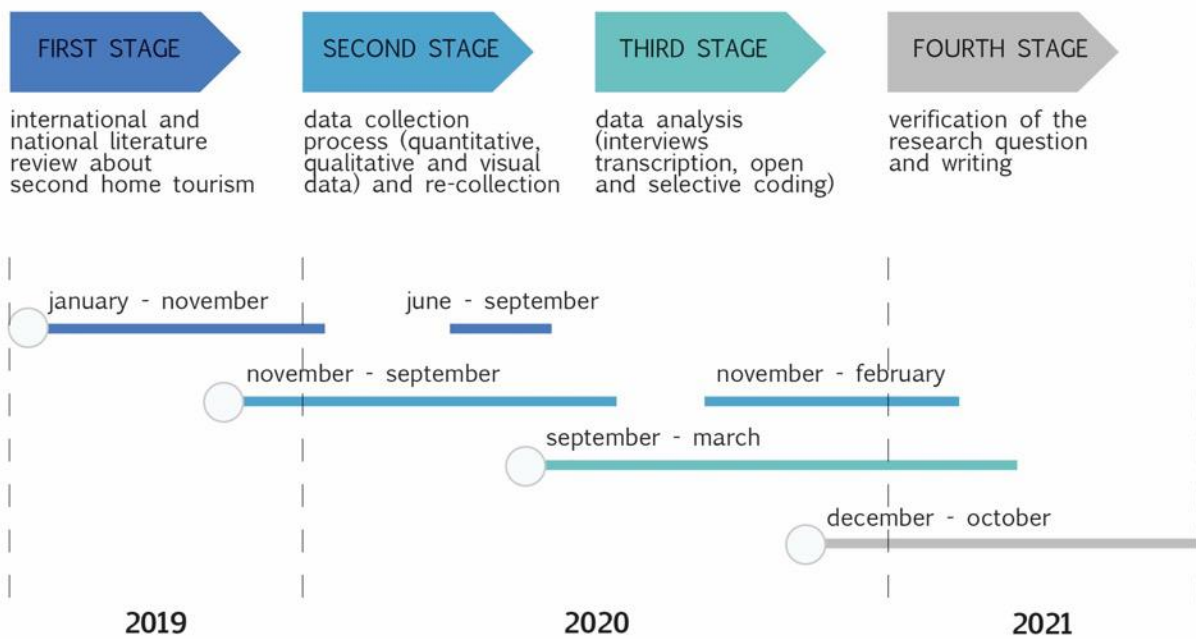 FIRST STAGE
SECOND STAGE
THIRD STAGE
FOURTH STAGE
international and
national literature
review about
second home tourism
data collection
process (quantitative,
qualitative and visual
data) and re-collection
data analysis
(interviews
transcription, open
and selective coding)
verification of the
research question
and writing
january - november
june - september
november - september
november - february
september - march
december - october
2019
2020
2021